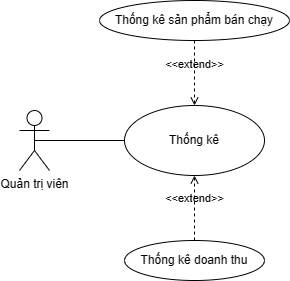 Thống kê sản phẩm bán chạy
<<extend>>
Thống kê
Quản trị viên
<<extend>>
Thống kê doanh thu